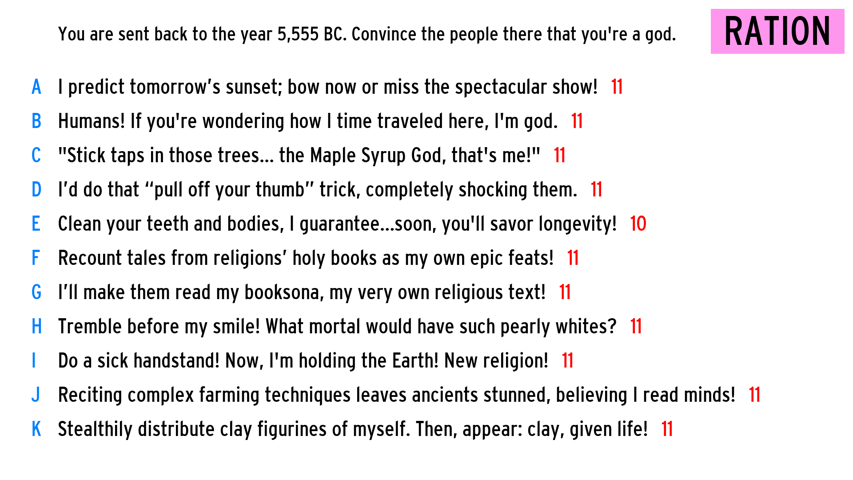 You are sent back to the year 5,555 BC. Convince the people there that you're a god.
RATION
A I predict tomorrow’s sunset; bow now or miss the spectacular show! 11
B Humans! If you're wondering how I time traveled here, I'm god. 11
C "Stick taps in those trees... the Maple Syrup God, that's me!" 11
D I’d do that “pull off your thumb” trick, completely shocking them. 11
E Clean your teeth and bodies, I guarantee...soon, you'll savor longevity! 10
F Recount tales from religions’ holy books as my own epic feats! 11
G I’ll make them read my booksona, my very own religious text! 11
H Tremble before my smile! What mortal would have such pearly whites? 11
I Do a sick handstand! Now, I'm holding the Earth! New religion! 11
J Reciting complex farming techniques leaves ancients stunned, believing I read minds! 11
K Stealthily distribute clay figurines of myself. Then, appear: clay, given life! 11